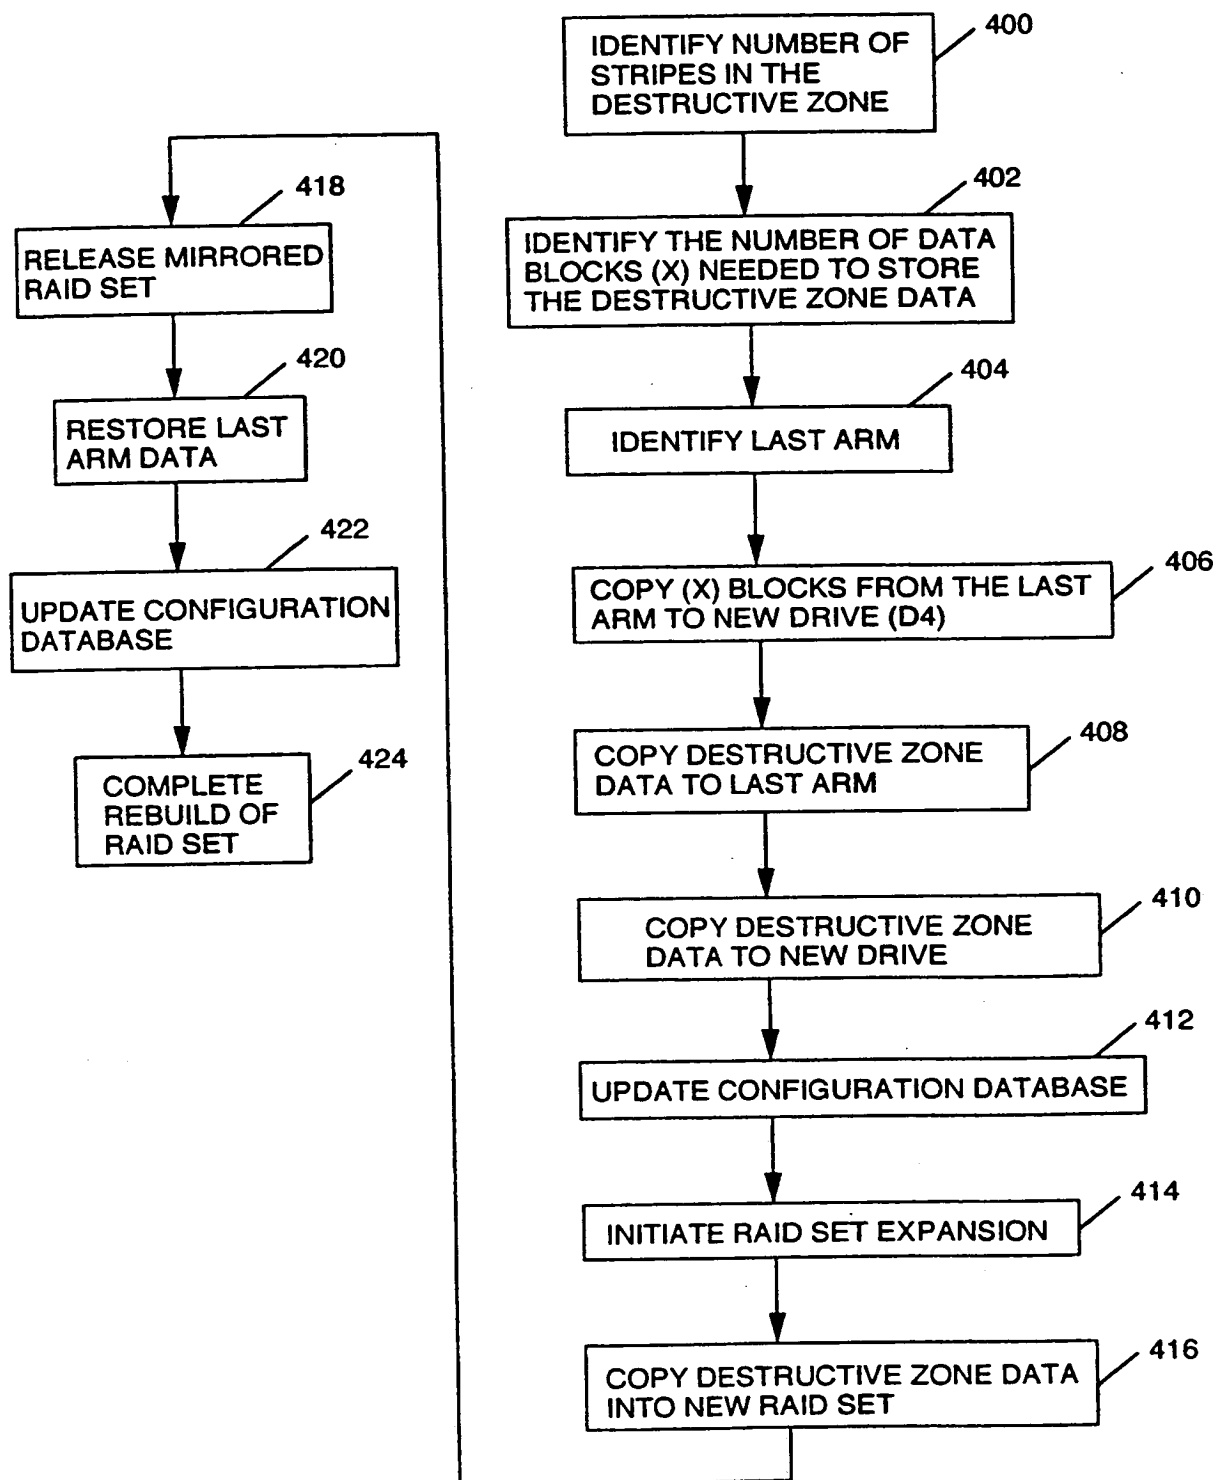 400
IDENTIFY NUMBER OF
STRIPES IN THE
DESTRUCTIVE ZONE
402
IDENTIFY THE NUMBER OF DATA
BLOCKS (X) NEEDED TO STORE
THE DESTRUCTIVE ZONE DATA
404
IDENTIFY LAST ARM
406
COPY (X) BLOCKS FROM THE LAST
ARM TO NEW DRIVE (D4)
408
COPY DESTRUCTIVE ZONE
DATA TO LAST ARM
410
COPY DESTRUCTIVE ZONE
DATA TO NEW DRIVE
412
UPDATE CONFIGURATION DATABASE
414
INITIATE RAID SET EXPANSION
416
COPY DESTRUCTIVE ZONE DATA
INTO NEW RAID SET
418
RELEASE MIRRORED
RAID SET
420
RESTORE LAST
ARM DATA
422
UPDATE CONFIGURATION
DATABASE
424
COMPLETE
REBUILD OF
RAID SET